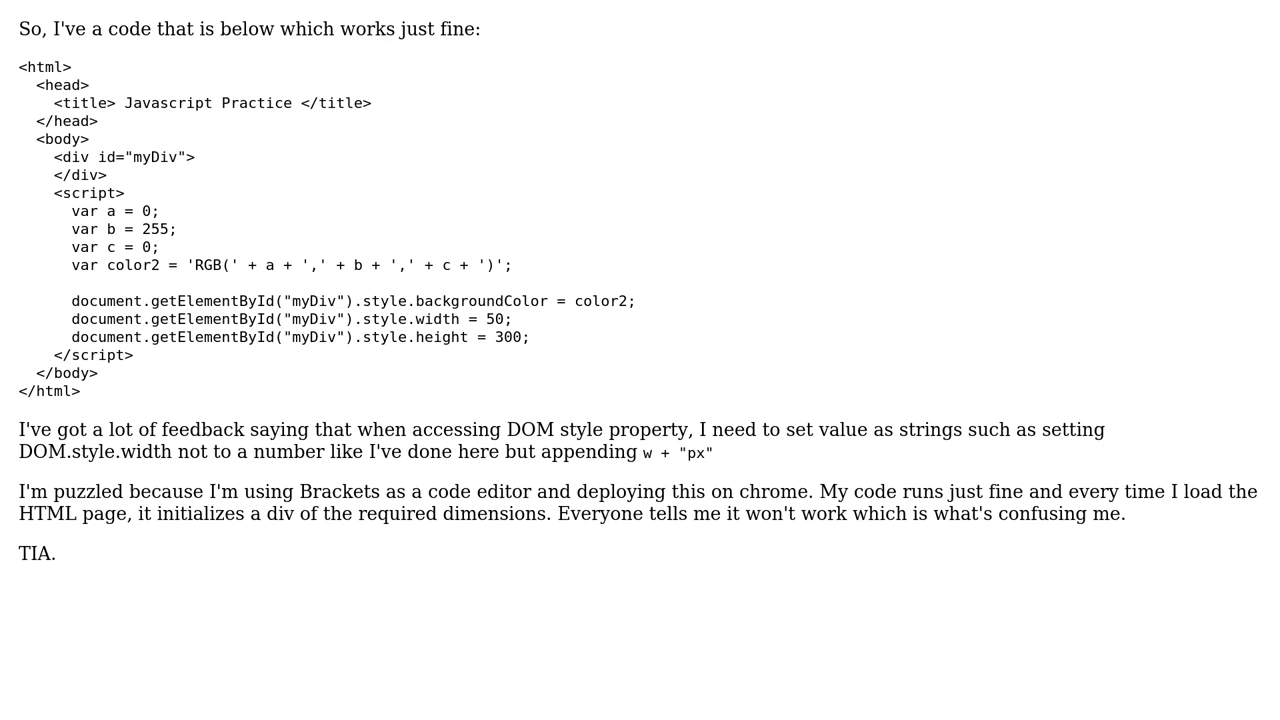 So, I've a code that is below which works just fine:
<html>
  <head>
    <title> Javascript Practice </title>
  </head>
  <body>
    <div id="myDiv">
    </div>
    <script>
      var a = 0;
      var b = 255;
      var c = 0;
      var color2 = 'RGB(' + a + ',' + b + ',' + c + ')';

      document.getElementById("myDiv").style.backgroundColor = color2;
      document.getElementById("myDiv").style.width = 50;
      document.getElementById("myDiv").style.height = 300;
    </script>
  </body>
</html>
I've got a lot of feedback saying that when accessing DOM style property, I need to set value as strings such as setting
DOM.style.width not to a number like I've done here but appending w + "px"
I'm puzzled because I'm using Brackets as a code editor and deploying this on chrome. My code runs just fine and every time I load the
HTML page, it initializes a div of the required dimensions. Everyone tells me it won't work which is what's confusing me.
TIA.